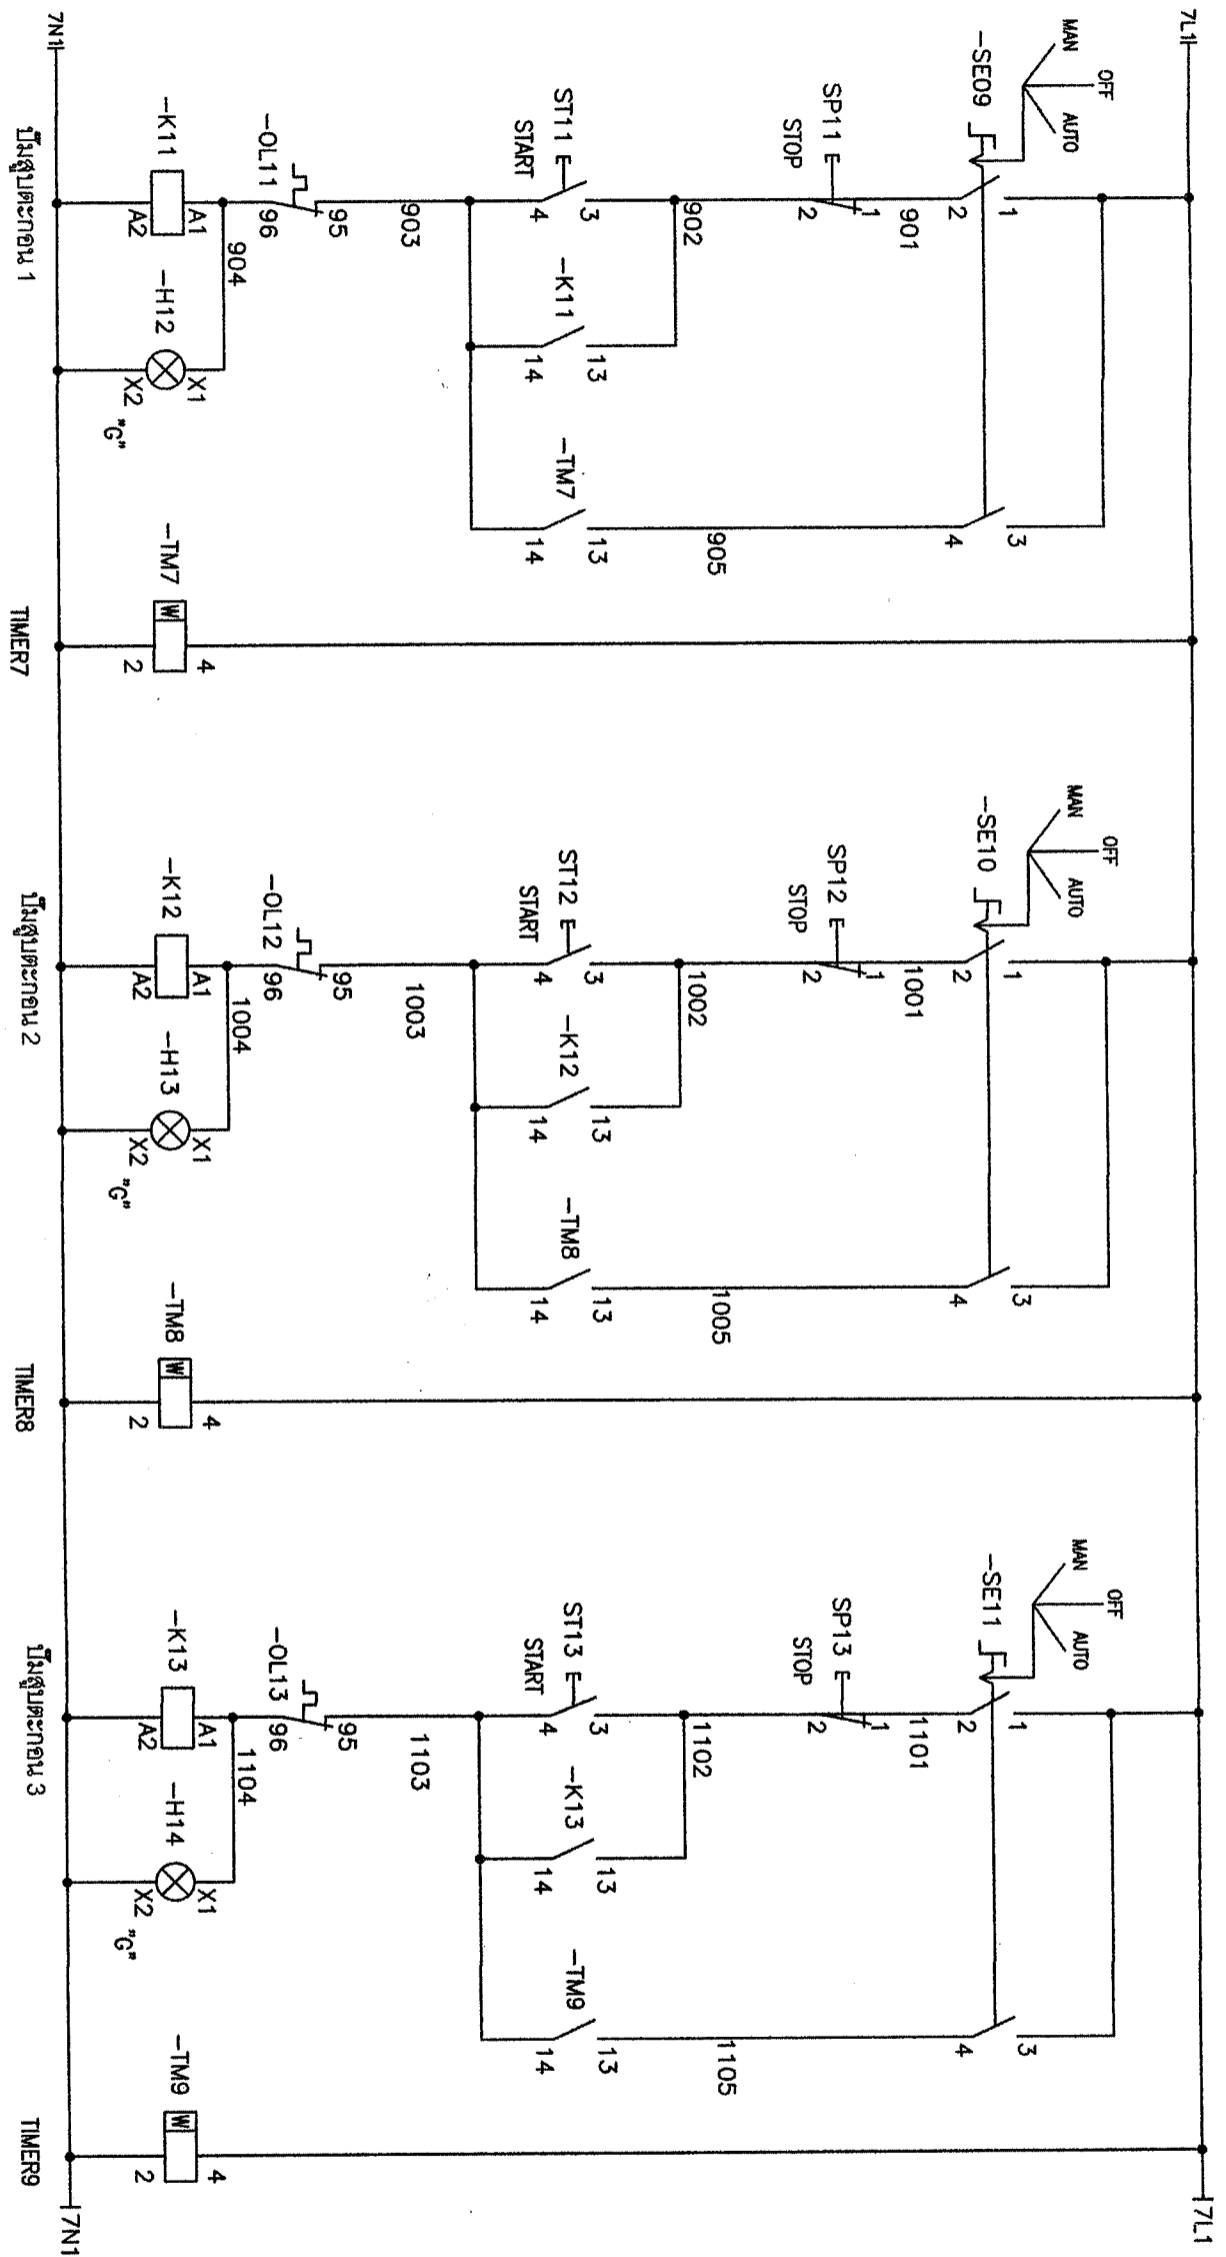 7L1
MAN
OFF
AUTO
-SE09
1
2
3
4
901
SP11
STOP
1
2
902
905
ST11
START
3
4
-K11
13
14
-TM7
13
14
903
-OL11
95
96
904
-K11
A1
A2
-H12
X1
X2
"G"
-TM7
W
4
2
7N1
ปั๊มสูบตะกอน 1
TIMER7
MAN
OFF
AUTO
-SE10
1
2
3
4
1001
SP12
STOP
1
2
1002
1005
ST12
START
3
4
-K12
13
14
-TM8
13
14
1003
-OL12
95
96
1004
-K12
A1
A2
-H13
X1
X2
"G"
-TM8
W
4
2
ปั๊มสูบตะกอน 2
TIMER8
MAN
OFF
AUTO
-SE11
1
2
3
4
1101
SP13
STOP
1
2
1102
1105
ST13
START
3
4
-K13
13
14
-TM9
13
14
1103
-OL13
95
96
1104
-K13
A1
A2
-H14
X1
X2
"G"
-TM9
W
4
2
ปั๊มสูบตะกอน 3
TIMER9
7L1
7N1